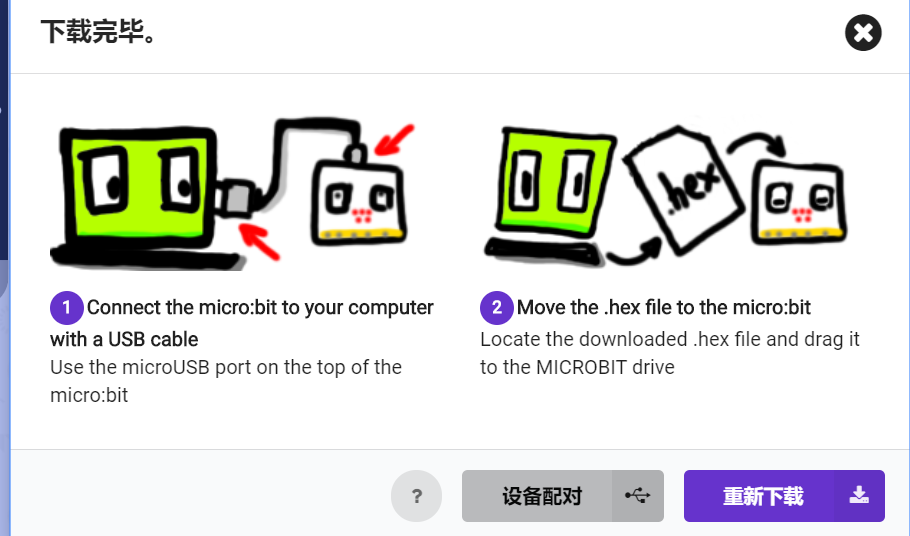 下载完毕。
.hex
1 Connect the micro:bit to your computer
with a USB cable
Use the microUSB port on the top of the
micro:bit
2 Move the .hex file to the micro:bit
Locate the downloaded .hex file and drag it
to the MICROBIT drive
?
设备配对
重新下载